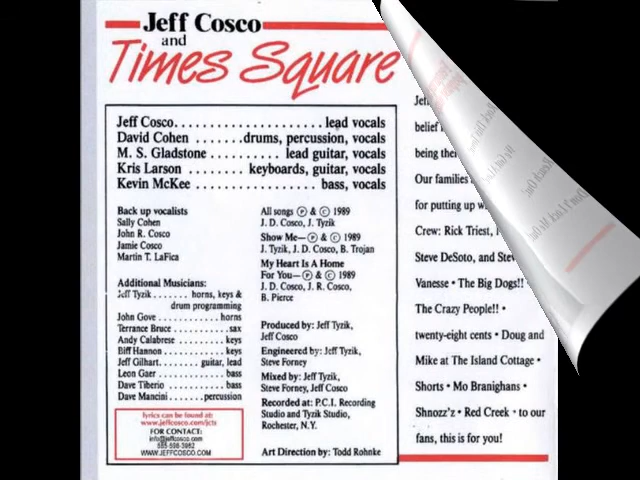 Jeff Cosco
and
Times Square
Jeff Cosco. . . . . . . . . . . . . . . . . . . . . lead vocals
David Cohen . . . . . . .drums, percussion, vocals
M. S. Gladstone . . . . . . . . . . lead guitar, vocals
Kris Larson . . . . . . . . keyboards, guitar, vocals
Kevin McKee . . . . . . . . . . . . . . . . . bass, vocals
Back up vocalists
Sally Cohen
John R. Cosco
Jamie Cosco
Martin T. LaFica
Additional Musicians:
Jeff Tyzik . . . . . . . horns, keys &
drum programming
John Gove . . . . . . . . . . . . horns
Terrance Bruce . . . . . . . . . . .sax
Andy Calabrese . . . . . . . . . . keys
Biff Hannon . . . . . . . . . . . . keys
Jeff Gilhart. . . . . . . . guitar, lead
Leon Gaer . . . . . . . . . . . . . bass
Dave Tiberio . . . . . . . . . . . bass
Dave Mancini . . . . . . .percussion
lyrics can be found at:
www.jeffcosco.com/jcts
FOR CONTACT:
info@jeffcosco.com
585-598-3982
WWW.JEFFCOSCO.COM
All songs Ⓟ & Ⓒ 1989
J. D. Cosco, J. Tyzik
Show Me—Ⓟ & Ⓒ 1989
J. Tyzik, J. D. Cosco, B. Trojan
My Heart Is A Home
For You—Ⓟ & Ⓒ 1989
J. D. Cosco, J. R. Cosco,
B. Pierce
Produced by: Jeff Tyzik,
Jeff Cosco
Engineered by: Jeff Tyzik,
Steve Forney
Mixed by: Jeff Tyzik,
Steve Forney, Jeff Cosco
Recorded at: P.C.I. Recording
Studio and Tyzik Studio,
Rochester, N.Y.
Art Direction by: Todd Rohnke
belief
being
Our families
for putting up
Crew: Rick Triest,
Steve DeSoto, and
Vanesse • The Big Dogs!!
The Crazy People!! •
twenty-eight cents • Doug and
Mike at The Island Cottage •
Shorts • Mo Branighans •
Shnozz'z • Red Creek • to our
fans, this is for you!